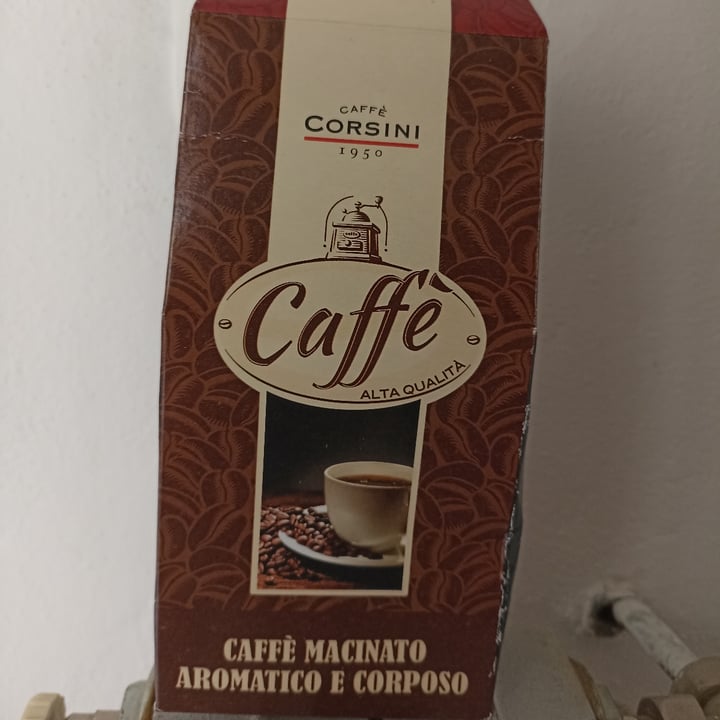 CAFFÈ
CORSINI
1950
Caffè
ALTA QUALITÀ
CAFFÈ MACINATO
AROMATICO E CORPOSO